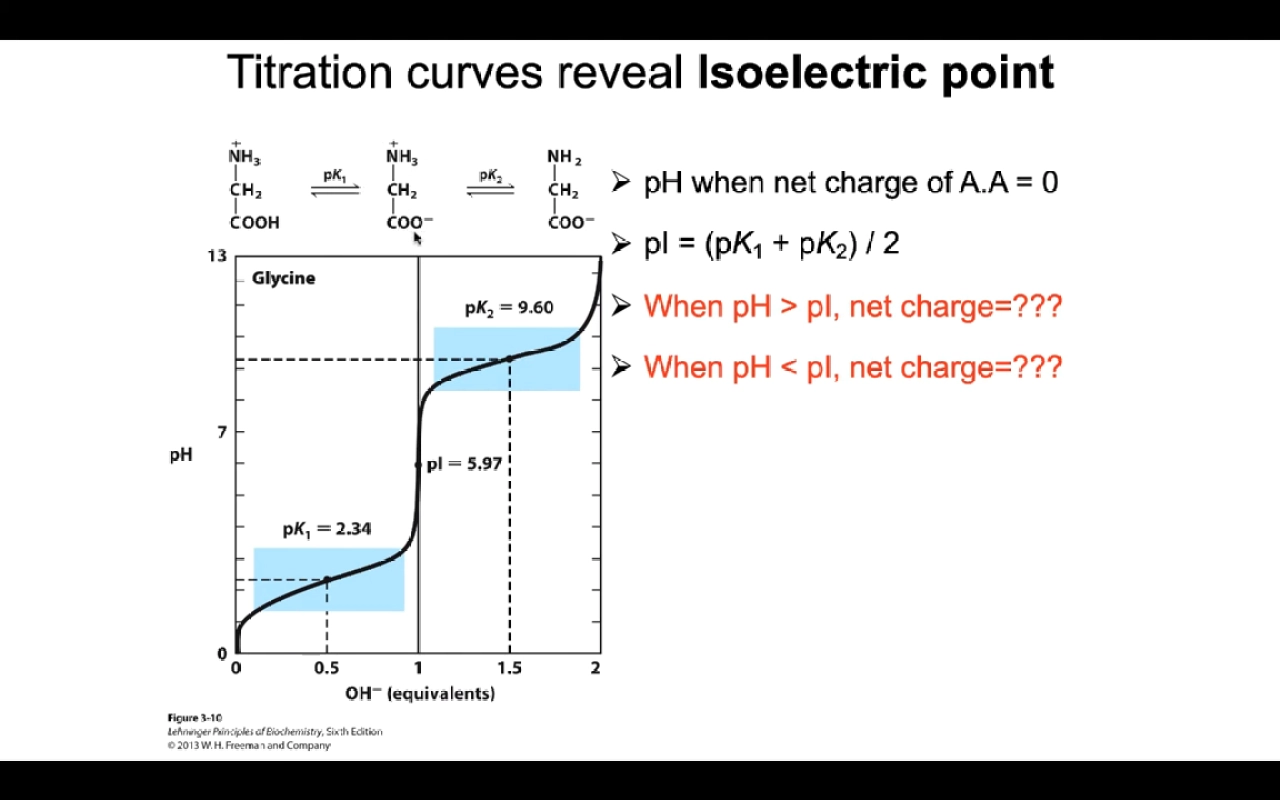 Titration curves reveal Isoelectric point
+
NH₃
CH₂
COOH
pK₁
+
NH₃
CH₂
COO⁻
pK₂
NH₂
CH₂
COO⁻
➢ pH when net charge of A.A = 0
➢ pI = (pK₁ + pK₂) / 2
➢ When pH > pI, net charge=???
➢ When pH < pI, net charge=???
13
Glycine
pK₂ = 9.60
7
pH
pI = 5.97
pK₁ = 2.34
0
0 0.5 1 1.5 2
OH⁻ (equivalents)
Figure 3-10
Lehninger Principles of Biochemistry, Sixth Edition
© 2013 W. H. Freeman and Company